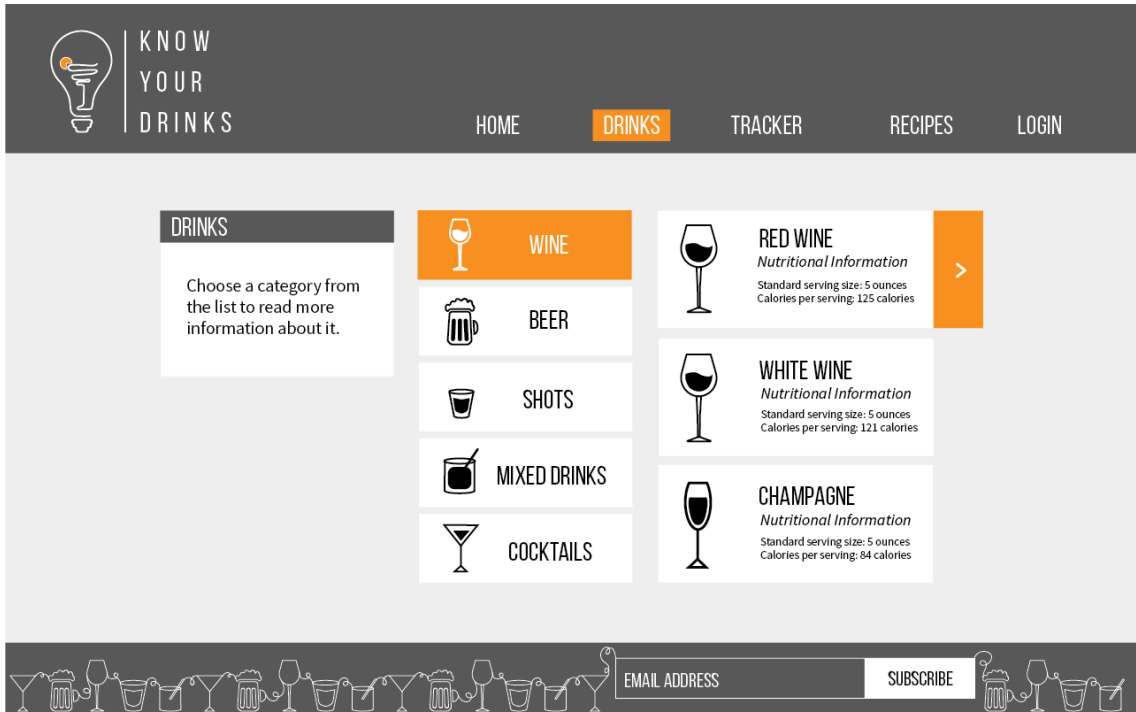 KNOW
YOUR
DRINKS
HOME DRINKS TRACKER RECIPES LOGIN
DRINKS
Choose a category from
the list to read more
information about it.
WINE
BEER
SHOTS
MIXED DRINKS
COCKTAILS
RED WINE
Nutritional Information
Standard serving size: 5 ounces
Calories per serving: 125 calories
>
WHITE WINE
Nutritional Information
Standard serving size: 5 ounces
Calories per serving: 121 calories
CHAMPAGNE
Nutritional Information
Standard serving size: 5 ounces
Calories per serving: 84 calories
EMAIL ADDRESS SUBSCRIBE